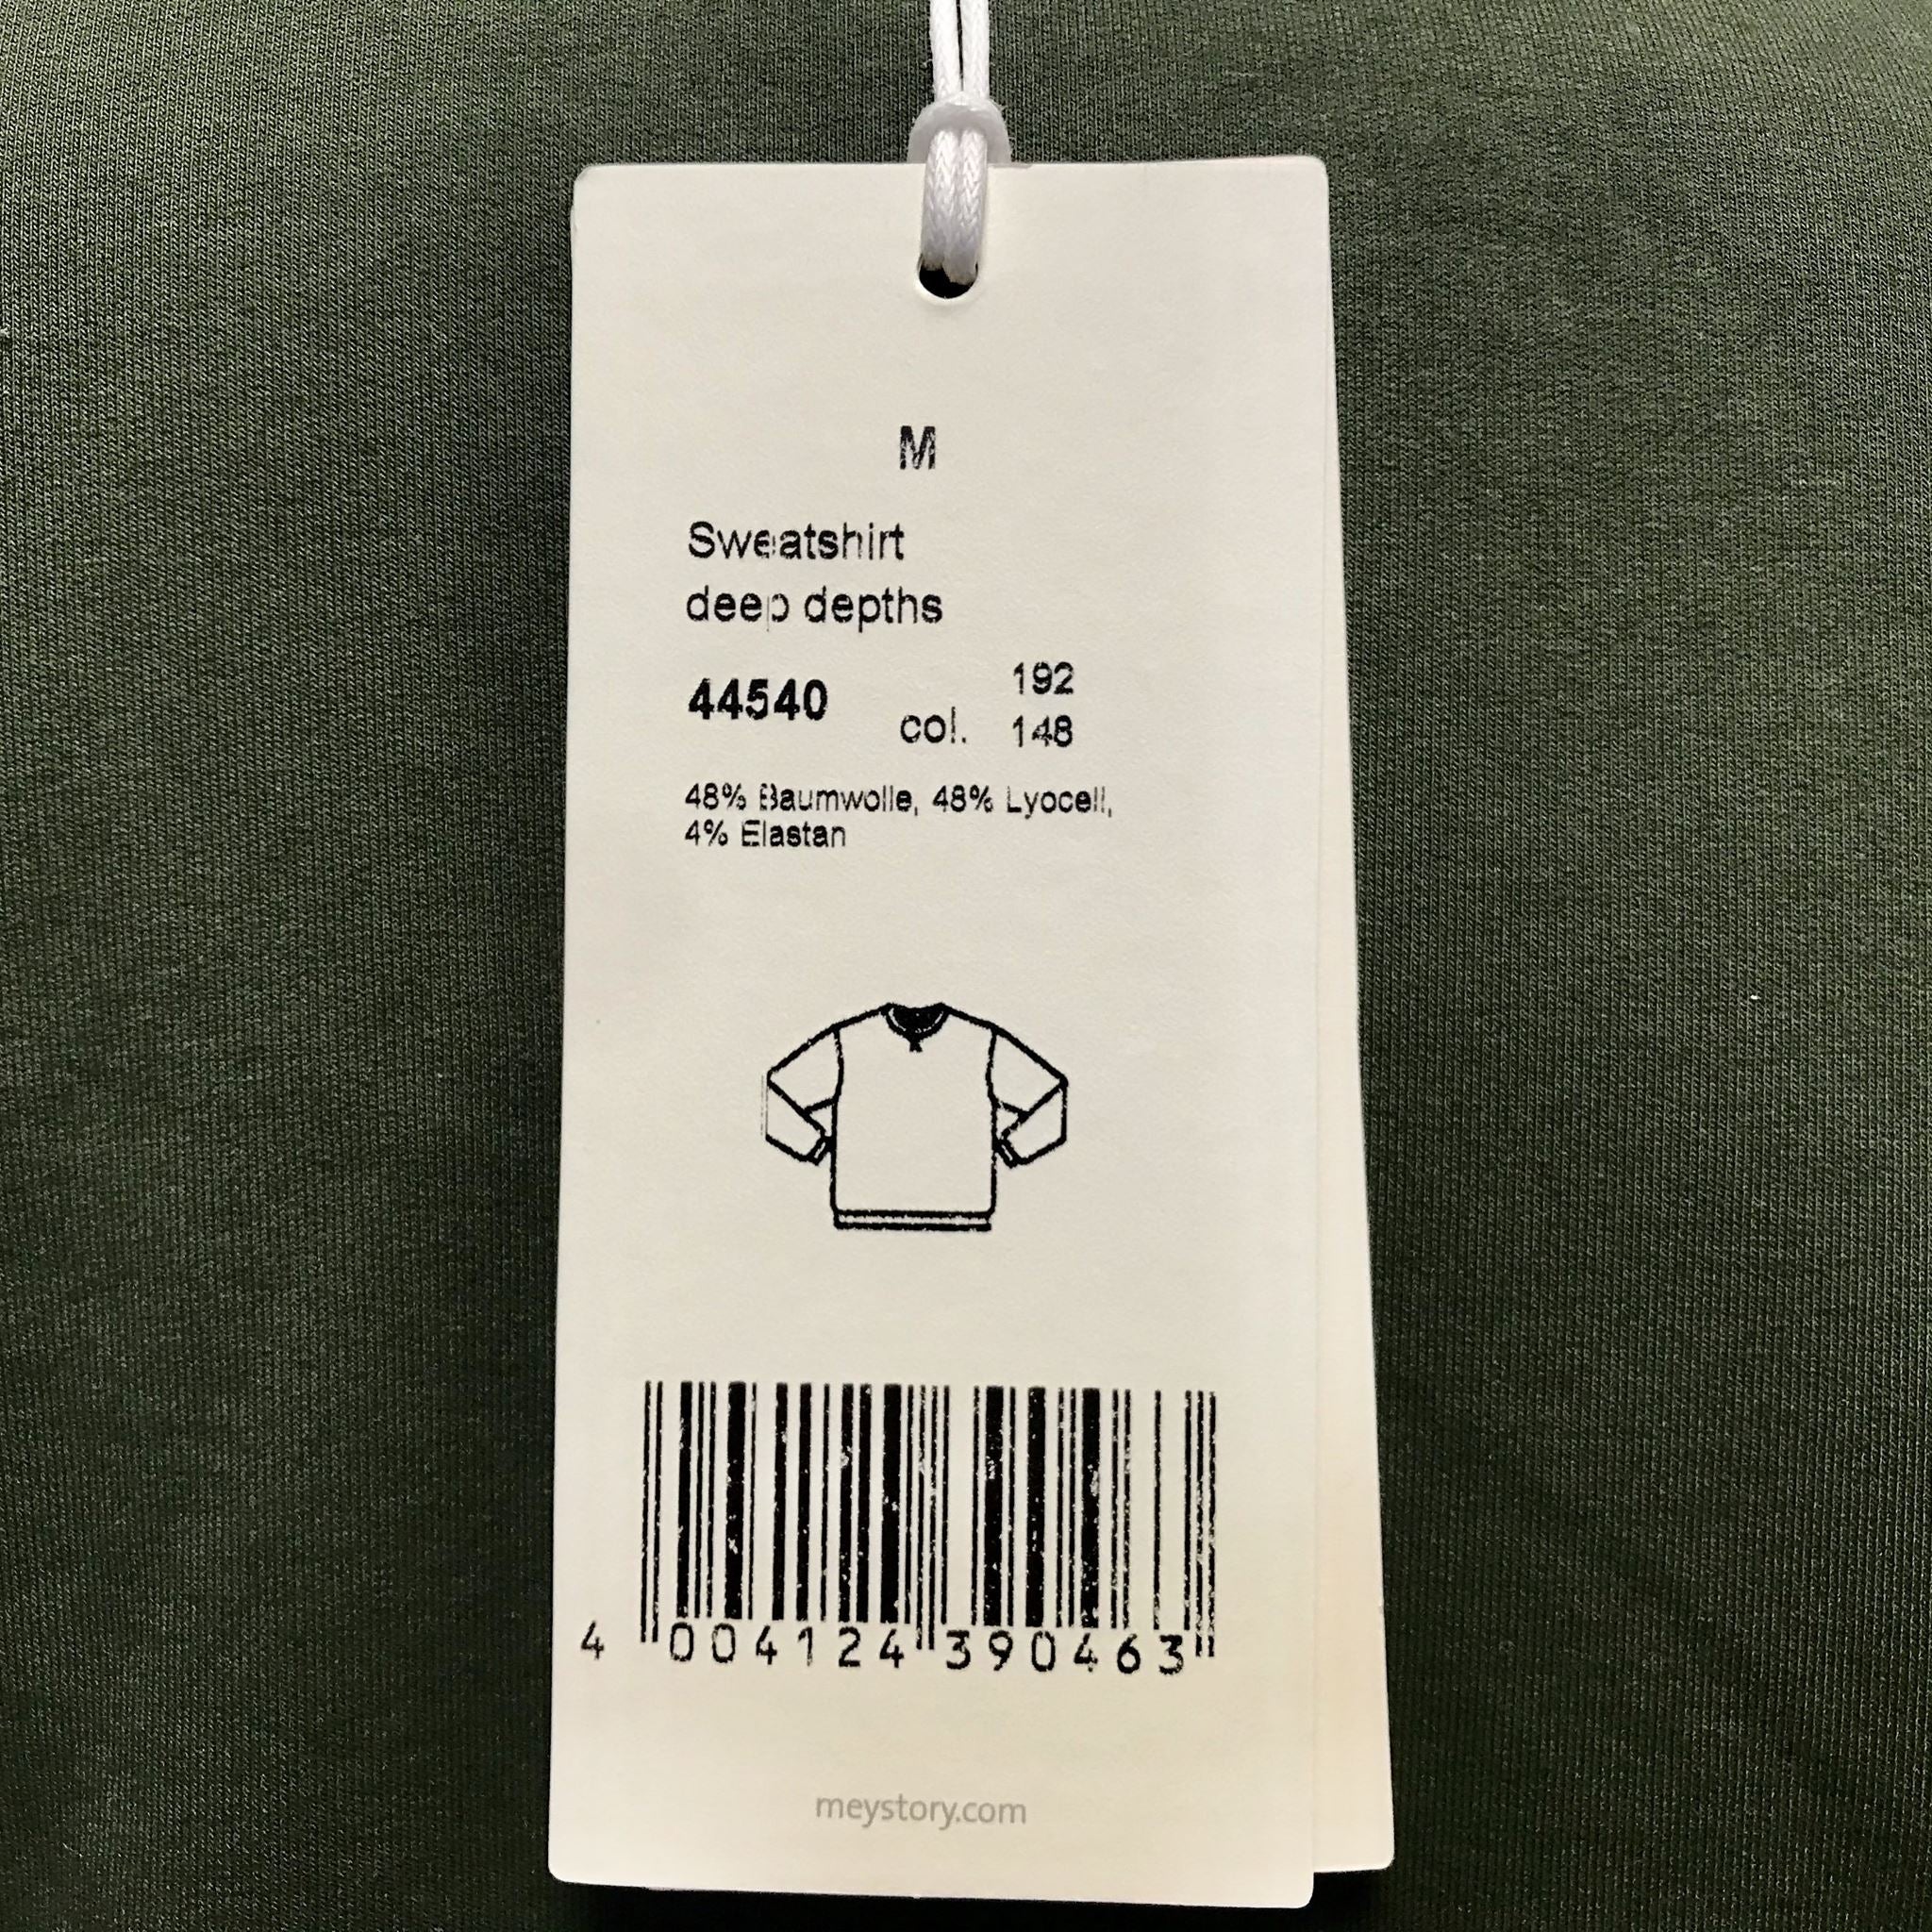 M
Sweatshirt
deep depths
192
44540 col. 148
48% Baumwolle, 48% Lyocell,
4% Elastan
4 004124 390463
meystory.com